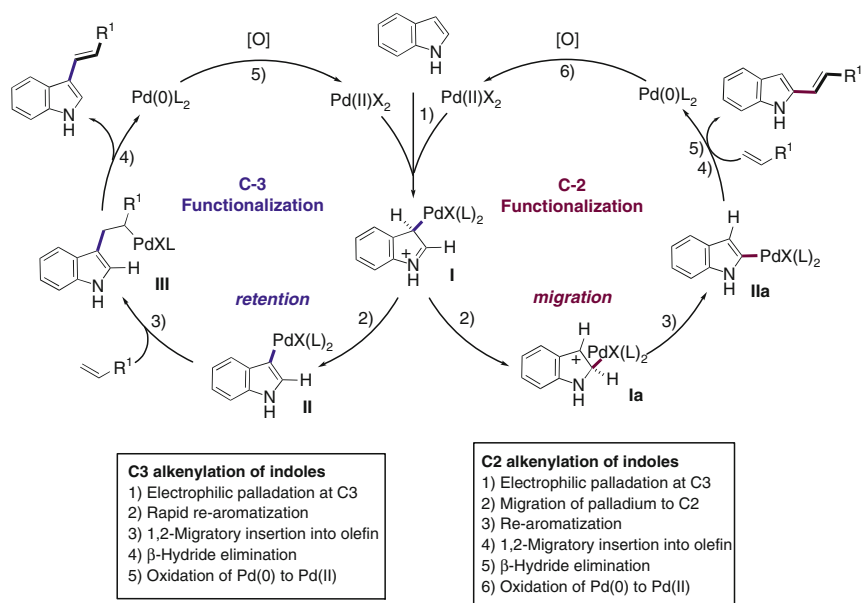 R¹
N
H
[O]
5)
Pd(0)L₂
Pd(II)X₂
N
H
1)
[O]
6)
Pd(II)X₂
Pd(0)L₂
R¹
N
H
4)
5)
4)
R¹
C-3
Functionalization
C-2
Functionalization
R¹
PdXL
H
N
H
III
H
PdX(L)₂
H
N
H
+
I
H
PdX(L)₂
N
H
IIa
retention
migration
3)
R¹
2)
2)
3)
PdX(L)₂
H
N
H
II
H
PdX(L)₂
+
H
N
H
Ia
C3 alkenylation of indoles
1) Electrophilic palladation at C3
2) Rapid re-aromatization
3) 1,2-Migratory insertion into olefin
4) β-Hydride elimination
5) Oxidation of Pd(0) to Pd(II)
C2 alkenylation of indoles
1) Electrophilic palladation at C3
2) Migration of palladium to C2
3) Re-aromatization
4) 1,2-Migratory insertion into olefin
5) β-Hydride elimination
6) Oxidation of Pd(0) to Pd(II)